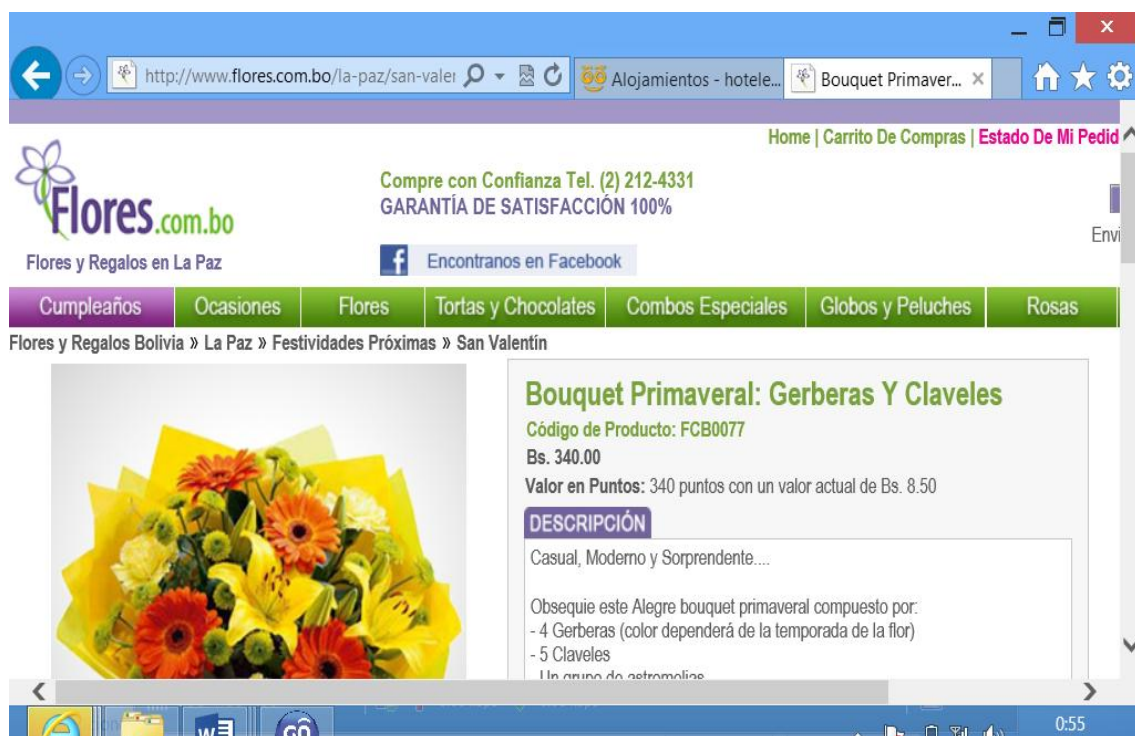 http://www.flores.com.bo/la-paz/san-valer
Alojamientos - hotele...
Bouquet Primaver...
Home | Carrito De Compras | Estado De Mi Pedid
Flores.com.bo
Flores y Regalos en La Paz
Compre con Confianza Tel. (2) 212-4331
GARANTÍA DE SATISFACCIÓN 100%
Envi
f Encontranos en Facebook
Cumpleaños Ocasiones Flores Tortas y Chocolates Combos Especiales Globos y Peluches Rosas
Flores y Regalos Bolivia » La Paz » Festividades Próximas » San Valentín
Bouquet Primaveral: Gerberas Y Claveles
Código de Producto: FCB0077
Bs. 340.00
Valor en Puntos: 340 puntos con un valor actual de Bs. 8.50
DESCRIPCIÓN
Casual, Moderno y Sorprendente....
Obsequie este Alegre bouquet primaveral compuesto por:
- 4 Gerberas (color dependerá de la temporada de la flor)
- 5 Claveles
Un grupo de astromelias
0:55